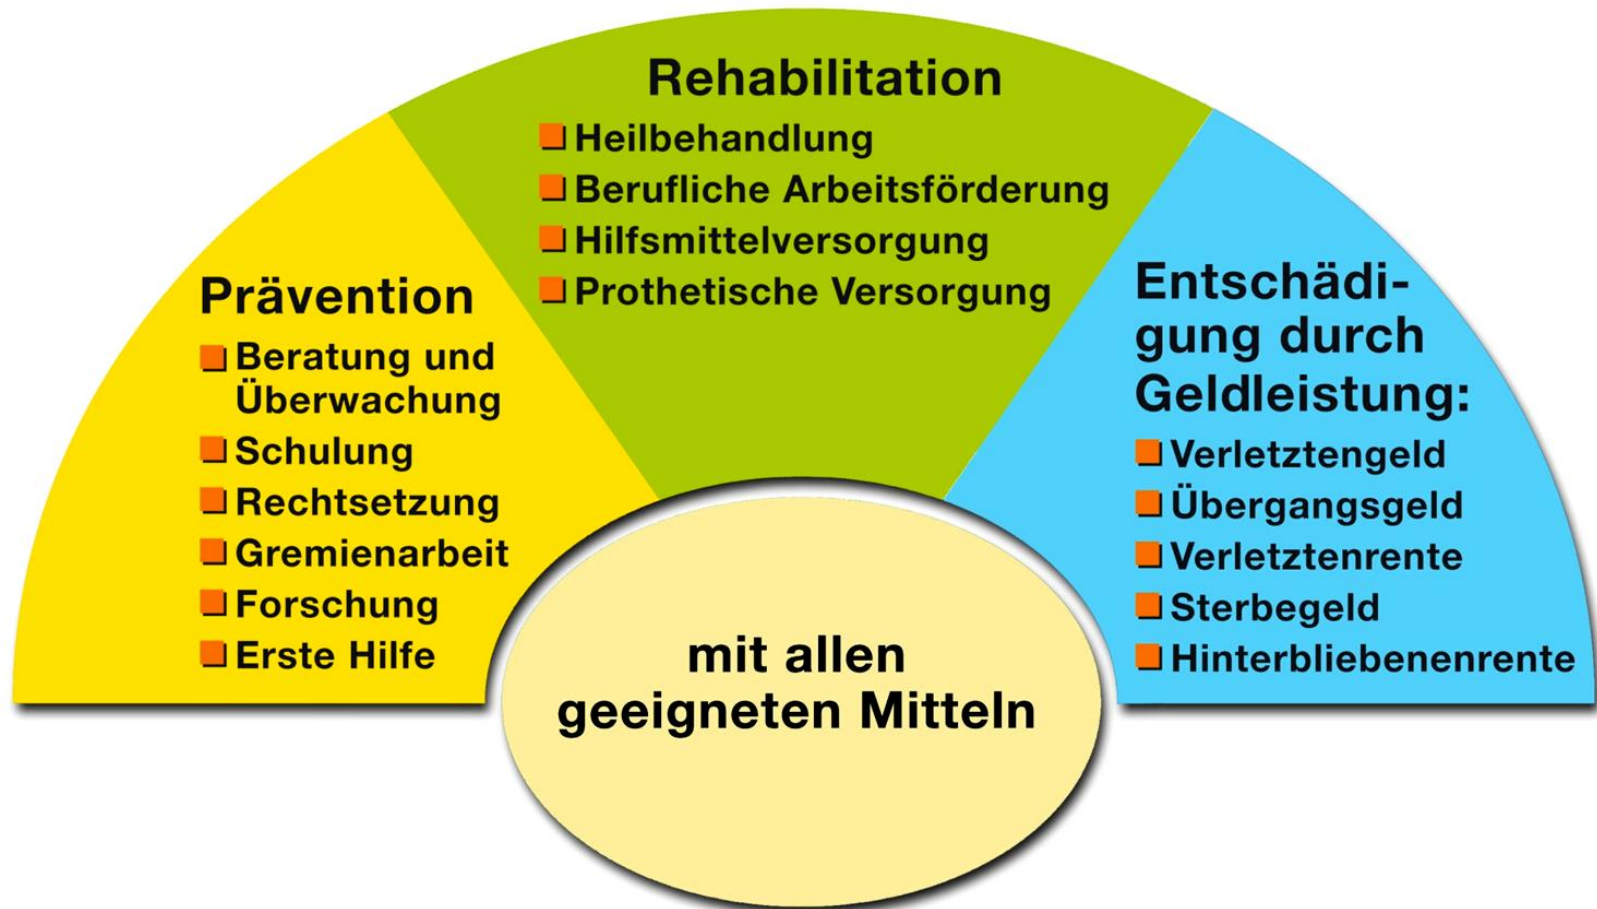 Rehabilitation
Heilbehandlung
Berufliche Arbeitsförderung
Hilfsmittelversorgung
Prothetische Versorgung
Prävention
Beratung und
Überwachung
Schulung
Rechtsetzung
Gremienarbeit
Forschung
Erste Hilfe
Entschädi-
gung durch
Geldleistung:
Verletztengeld
Übergangsgeld
Verletztenrente
Sterbegeld
Hinterbliebenenrente
mit allen
geeigneten Mitteln